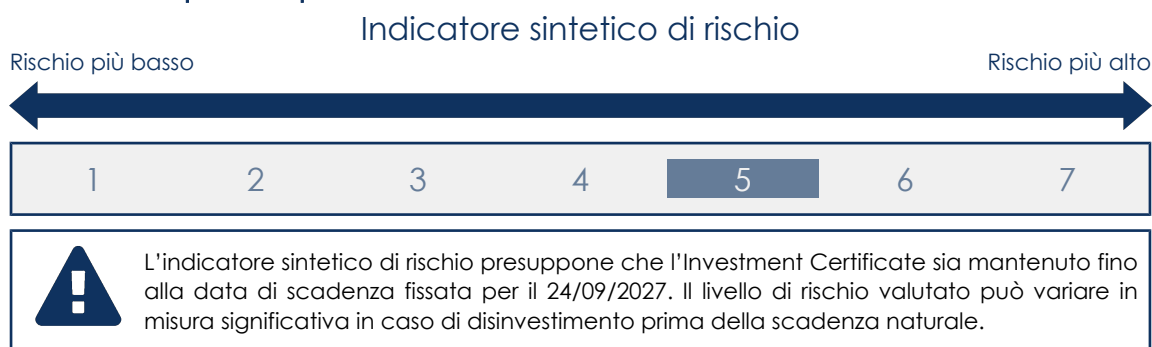 Indicatore sintetico di rischio
Rischio più basso Rischio più alto
1 2 3 4 5 6 7
L'indicatore sintetico di rischio presuppone che l'Investment Certificate sia mantenuto fino
alla data di scadenza fissata per il 24/09/2027. Il livello di rischio valutato può variare in
misura significativa in caso di disinvestimento prima della scadenza naturale.